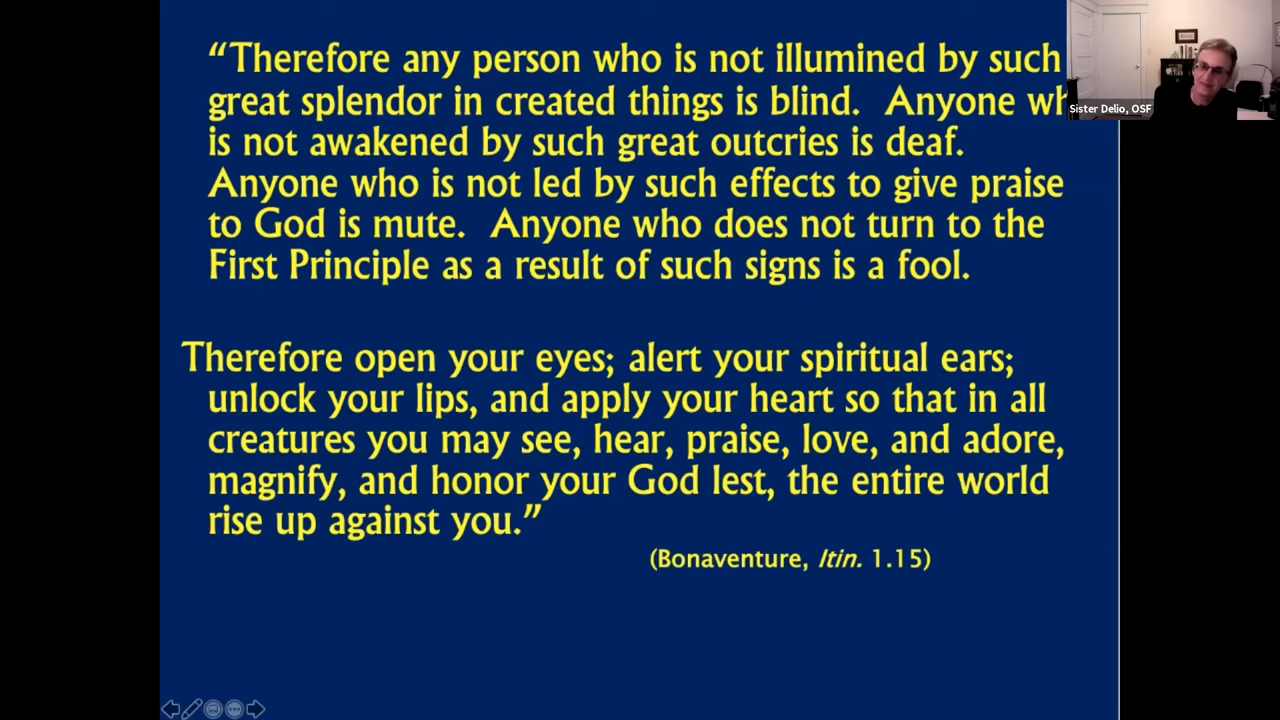 “Therefore any person who is not illumined by such
great splendor in created things is blind. Anyone
is not awakened by such great outcries is deaf.
Anyone who is not led by such effects to give praise
to God is mute. Anyone who does not turn to the
First Principle as a result of such signs is a fool.
Therefore open your eyes; alert your spiritual ears;
unlock your lips, and apply your heart so that in all
creatures you may see, hear, praise, love, and adore,
magnify, and honor your God lest, the entire world
rise up against you.”
(Bonaventure, Itin. 1.15)
Sister Delio, OSF